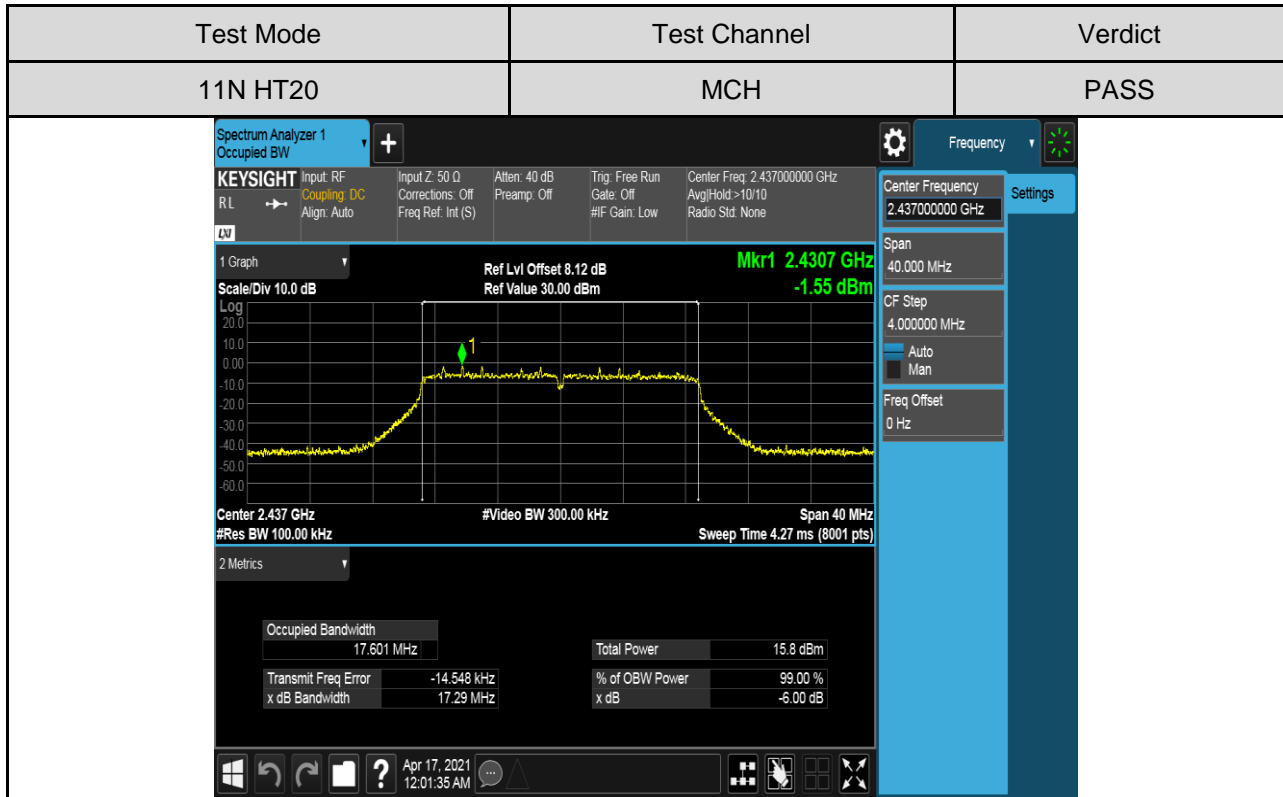 Test Mode Test Channel Verdict
11N HT20 MCH PASS
Spectrum Analyzer 1
Occupied BW
+
Frequency
KEYSIGHT
RL
LXI
Input: RF
Coupling: DC
Align: Auto
Input Z: 50 Ω
Corrections: Off
Freq Ref: Int (S)
Atten: 40 dB
Preamp: Off
Trig: Free Run
Gate: Off
#IF Gain: Low
Center Freq: 2.437000000 GHz
Avg|Hold:>10/10
Radio Std: None
Center Frequency
2.437000000 GHz
Settings
Span
40.000 MHz
CF Step
4.000000 MHz
Auto
Man
Freq Offset
0 Hz
1 Graph
Scale/Div 10.0 dB
Ref Lvl Offset 8.12 dB
Ref Value 30.00 dBm
Mkr1 2.4307 GHz
-1.55 dBm
Log
20.0
10.0
0.00
-10.0
-20.0
-30.0
-40.0
-50.0
-60.0
1
Center 2.437 GHz
#Res BW 100.00 kHz
#Video BW 300.00 kHz
Span 40 MHz
Sweep Time 4.27 ms (8001 pts)
2 Metrics
Occupied Bandwidth
17.601 MHz
Total Power 15.8 dBm
Transmit Freq Error -14.548 kHz
% of OBW Power 99.00 %
x dB Bandwidth 17.29 MHz
x dB -6.00 dB
?
Apr 17, 2021
12:01:35 AM